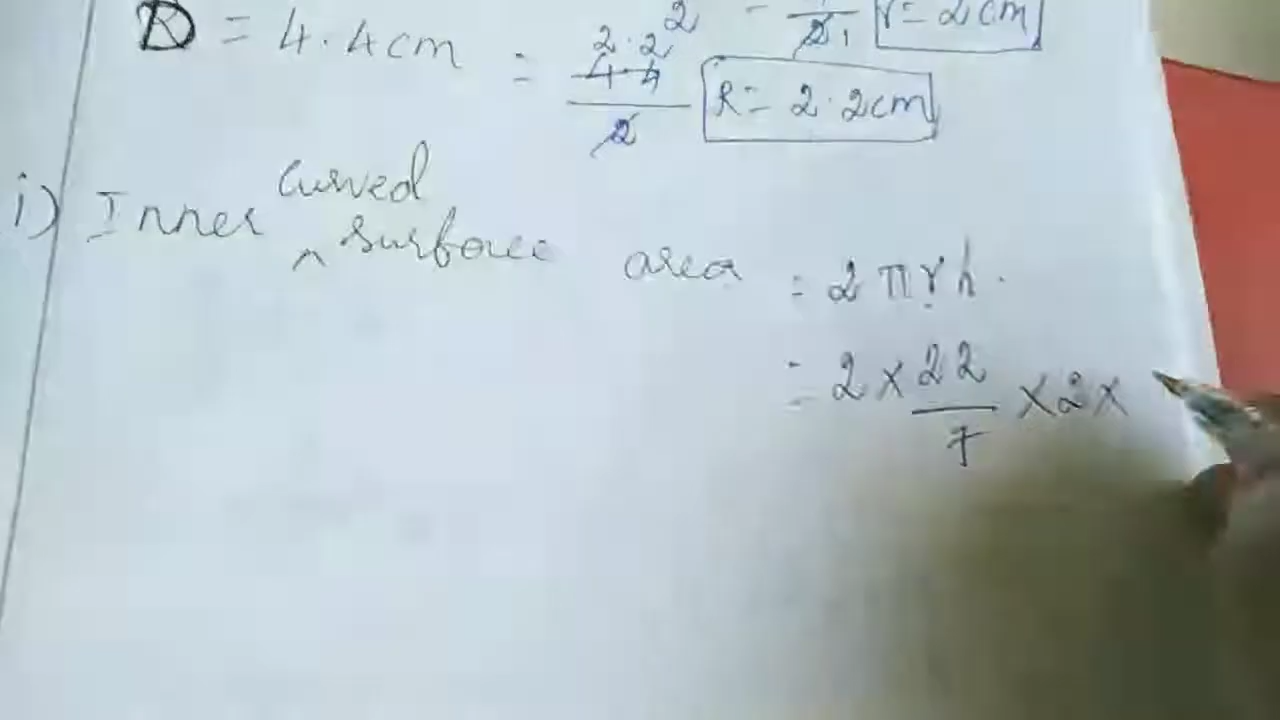 r = 2cm
D = 4.4cm = 2.2 4.4/2 R = 2.2cm
i) Inner curved ^ surface area = 2πrh.
= 2 × 22/7 × 2 ×